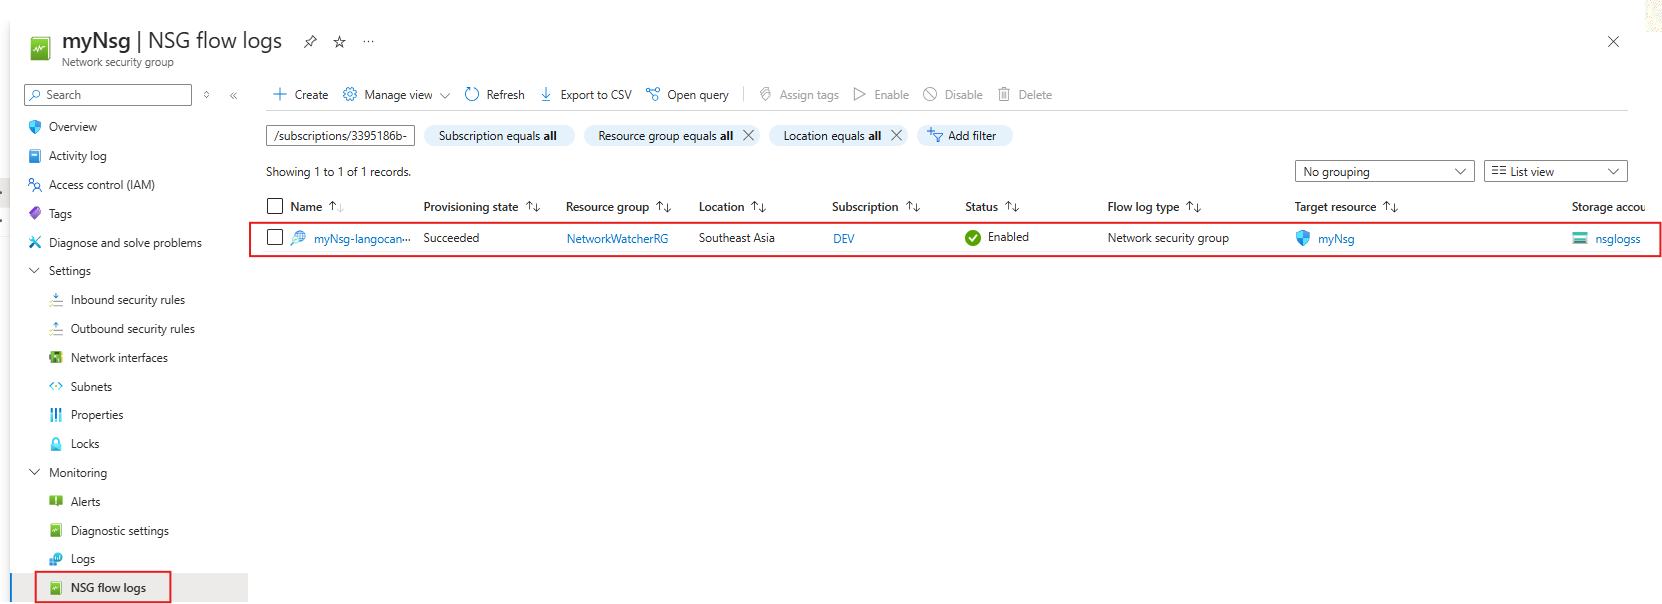 myNsg | NSG flow logs ...
Network security group
Search
Overview
Activity log
Access control (IAM)
Tags
Diagnose and solve problems
Settings
Inbound security rules
Outbound security rules
Network interfaces
Subnets
Properties
Locks
Monitoring
Alerts
Diagnostic settings
Logs
NSG flow logs
Create Manage view Refresh Export to CSV Open query Assign tags Enable Disable Delete
/subscriptions/3395186b- Subscription equals all Resource group equals all Location equals all Add filter
Showing 1 to 1 of 1 records. No grouping List view
Name Provisioning state Resource group Location Subscription Status Flow log type Target resource Storage accou
myNsg-langocan... Succeeded NetworkWatcherRG Southeast Asia DEV Enabled Network security group myNsg nsglogss